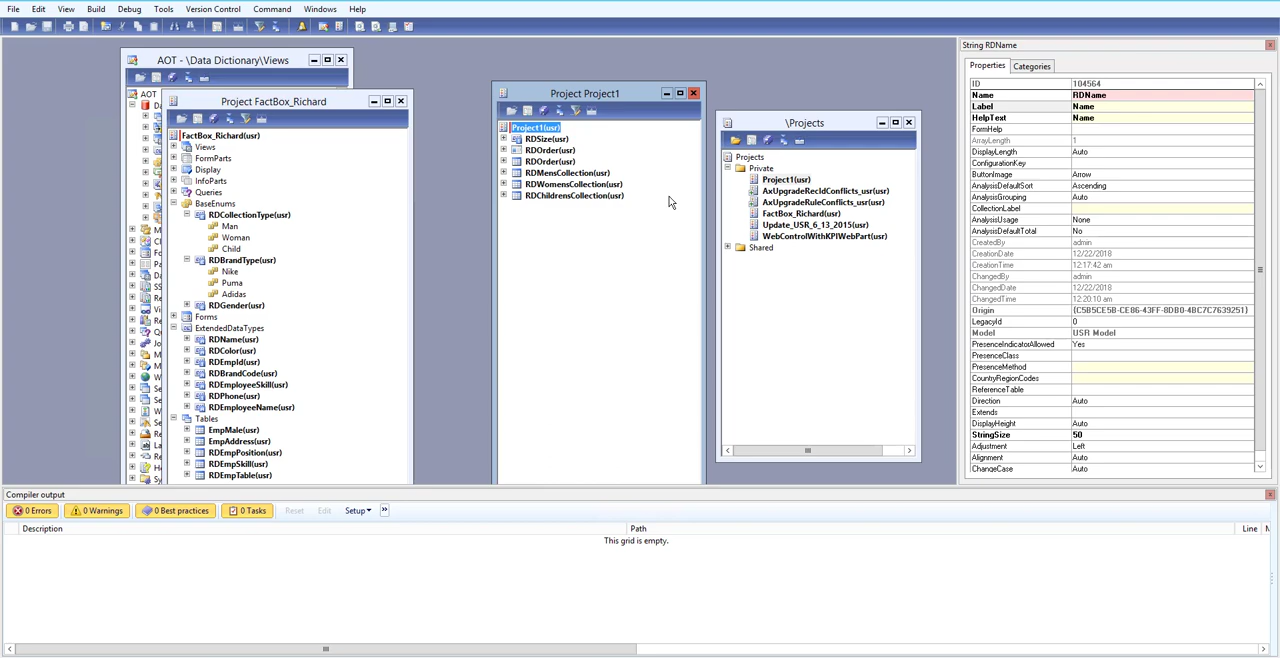 File Edit View Build Debug Tools Version Control Command Windows Help
AOT - \Data Dictionary\Views
AOT
Project FactBox_Richard
FactBox_Richard(usr)
Views
FormParts
Display
InfoParts
Queries
BaseEnums
RDCollectionType(usr)
Man
Woman
Child
RDBrandType(usr)
Nike
Puma
Adidas
RDGender(usr)
Forms
ExtendedDataTypes
RDName(usr)
RDColor(usr)
RDEmpId(usr)
RDBrandCode(usr)
RDEmployeeSkill(usr)
RDPhone(usr)
RDEmployeeName(usr)
Tables
EmpMale(usr)
EmpAddress(usr)
RDEmpPosition(usr)
RDEmpSkill(usr)
RDEmpTable(usr)
Project Project1
Project1(usr)
RDSize(usr)
RDOrder(usr)
RDOrder(usr)
RDMensCollection(usr)
RDWomensCollection(usr)
RDChildrensCollection(usr)
\Projects
Projects
Private
Project1(usr)
AxUpgradeRecIdConflicts_usr(usr)
AxUpgradeRuleConflicts_usr(usr)
FactBox_Richard(usr)
Update_USR_6_13_2015(usr)
WebControlWithKPIWebPart(usr)
Shared
String RDName
Properties Categories
ID 104564
Name RDName
Label Name
HelpText Name
FormHelp
ArrayLength 1
DisplayLength Auto
ConfigurationKey
ButtonImage Arrow
AnalysisDefaultSort Ascending
AnalysisGrouping Auto
CollectionLabel
AnalysisUsage None
AnalysisDefaultTotal No
CreatedBy admin
CreationDate 12/22/2018
CreationTime 12:17:42 am
ChangedBy admin
ChangedDate 12/22/2018
ChangedTime 12:20:10 am
Origin {C5B5CE5B-CE86-43FF-8DB0-4BC7C7639251}
LegacyId 0
Model USR Model
PresenceIndicatorAllowed Yes
PresenceClass
PresenceMethod
CountryRegionCodes
ReferenceTable
Direction Auto
Extends
DisplayHeight Auto
StringSize 50
Adjustment Left
Alignment Auto
ChangeCase Auto
Compiler output
0 Errors 0 Warnings 0 Best practices 0 Tasks Reset Edit Setup
Description Path Line
This grid is empty.